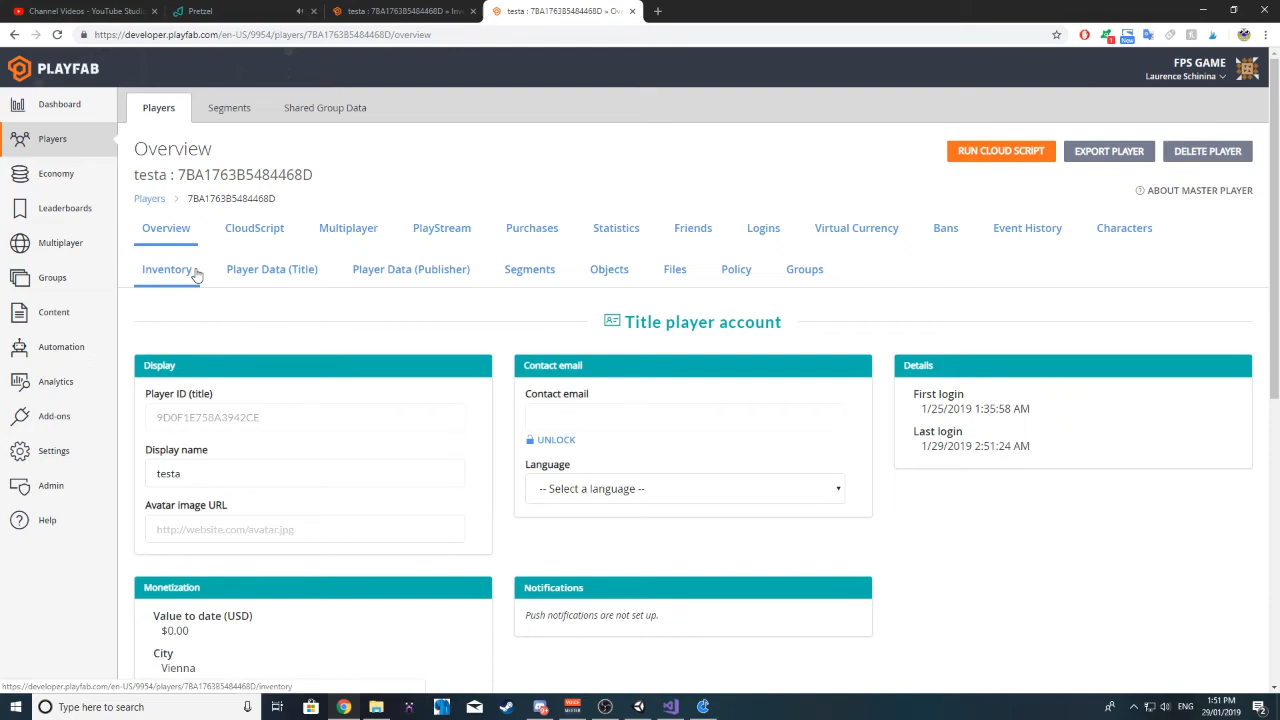 Channel Videos - YouTube Studio
Pretzel
testa : 7BA1763B5484468D » Inv
testa : 7BA1763B5484468D » Ove
https://developer.playfab.com/en-US/9954/players/7BA1763B5484468D/overview
1
New
PLAYFAB
FPS GAME
Laurence Schinina
Dashboard
Players
Economy
Leaderboards
Multiplayer
Groups
Content
Automation
Analytics
Add-ons
Settings
Admin
Help
Players Segments Shared Group Data
Overview
testa : 7BA1763B5484468D
RUN CLOUD SCRIPT EXPORT PLAYER DELETE PLAYER
ABOUT MASTER PLAYER
Players > 7BA1763B5484468D
Overview CloudScript Multiplayer PlayStream Purchases Statistics Friends Logins Virtual Currency Bans Event History Characters
Inventory Player Data (Title) Player Data (Publisher) Segments Objects Files Policy Groups
Title player account
Display
Player ID (title)
9D0F1E758A3942CE
Display name
testa
Avatar image URL
http://website.com/avatar.jpg
Contact email
Contact email
UNLOCK
Language
-- Select a language --
Details
First login
1/25/2019 1:35:58 AM
Last login
1/29/2019 2:51:24 AM
Monetization
Value to date (USD)
$0.00
City
Vienna
Notifications
Push notifications are not set up.
https://developer.playfab.com/en-US/9954/players/7BA1763B5484468D/inventory
Type here to search
1:51 PM
29/01/2019
2